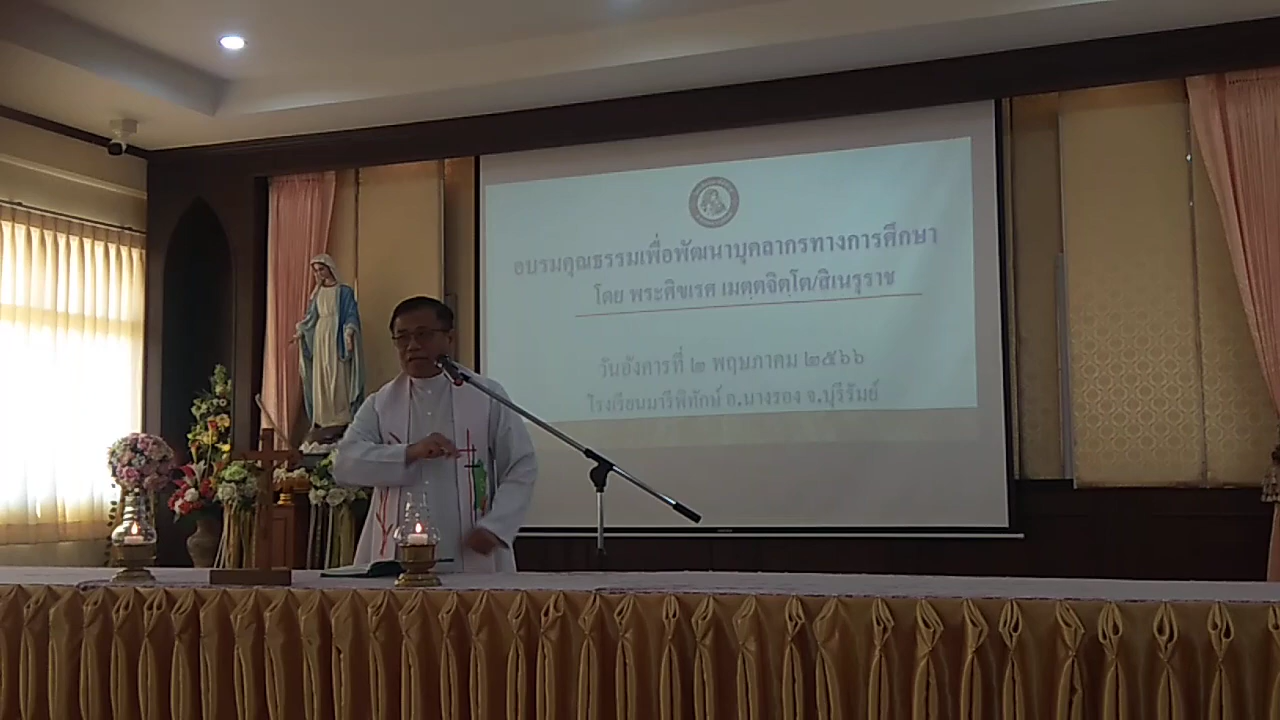 อบรมคุณธรรมเพื่อพัฒนาบุคลากรทางการศึกษา
โดย พระศิขเรศ เมตฺตจิตฺโต/สิเนรุราช
วันอังคารที่ ๒ พฤษภาคม ๒๕๖๖
โรงเรียนมารีพิทักษ์ อ.นางรอง จ.บุรีรัมย์